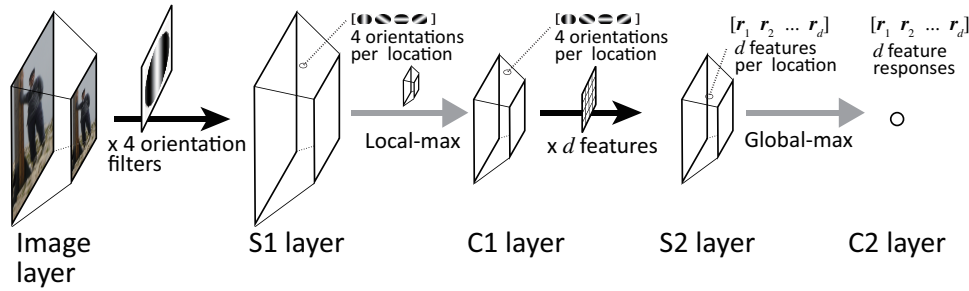 x 4 orientation
filters
4 orientations
per location
Local-max
4 orientations
per location
x d features
[r1 r2 ... rd]
d features
per location
Global-max
[r1 r2 ... rd]
d feature
responses
Image
layer
S1 layer
C1 layer
S2 layer
C2 layer